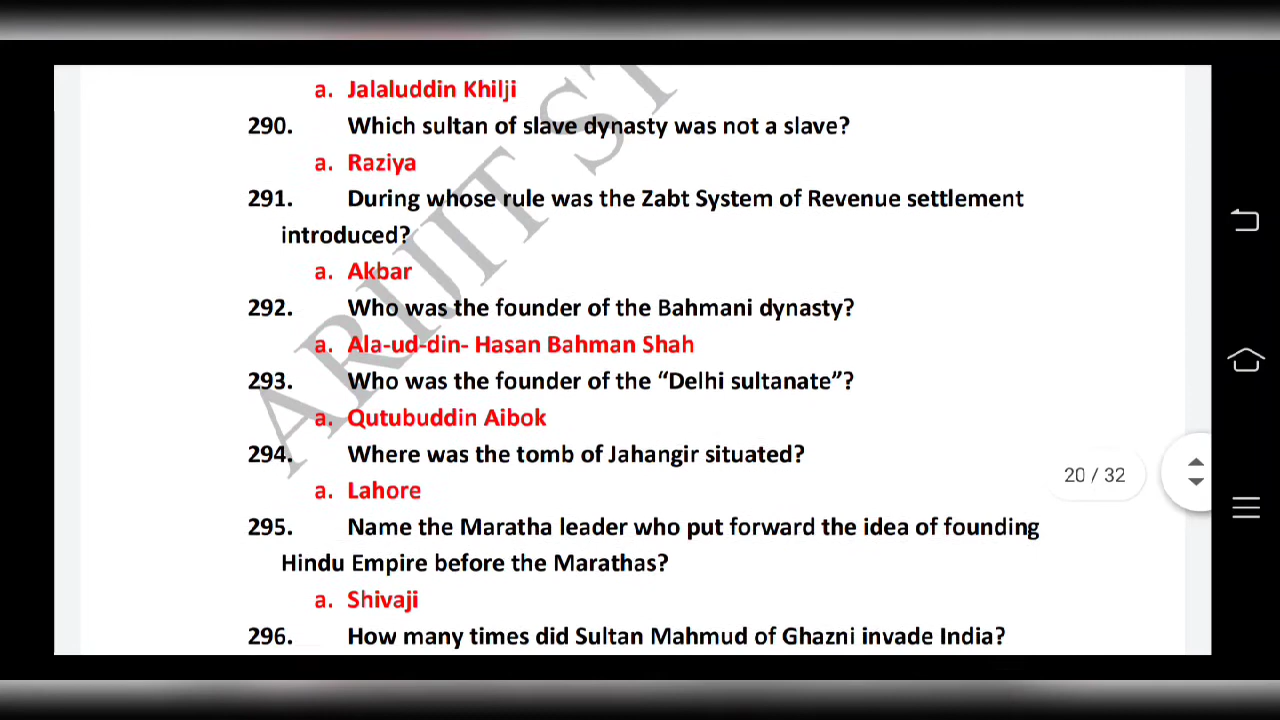 a. Jalaluddin Khilji
290. Which sultan of slave dynasty was not a slave?
a. Raziya
291. During whose rule was the Zabt System of Revenue settlement
introduced?
a. Akbar
292. Who was the founder of the Bahmani dynasty?
a. Ala-ud-din- Hasan Bahman Shah
293. Who was the founder of the “Delhi sultanate”?
a. Qutubuddin Aibok
294. Where was the tomb of Jahangir situated?
a. Lahore
20 / 32
295. Name the Maratha leader who put forward the idea of founding
Hindu Empire before the Marathas?
a. Shivaji
296. How many times did Sultan Mahmud of Ghazni invade India?
ARIJIT ST